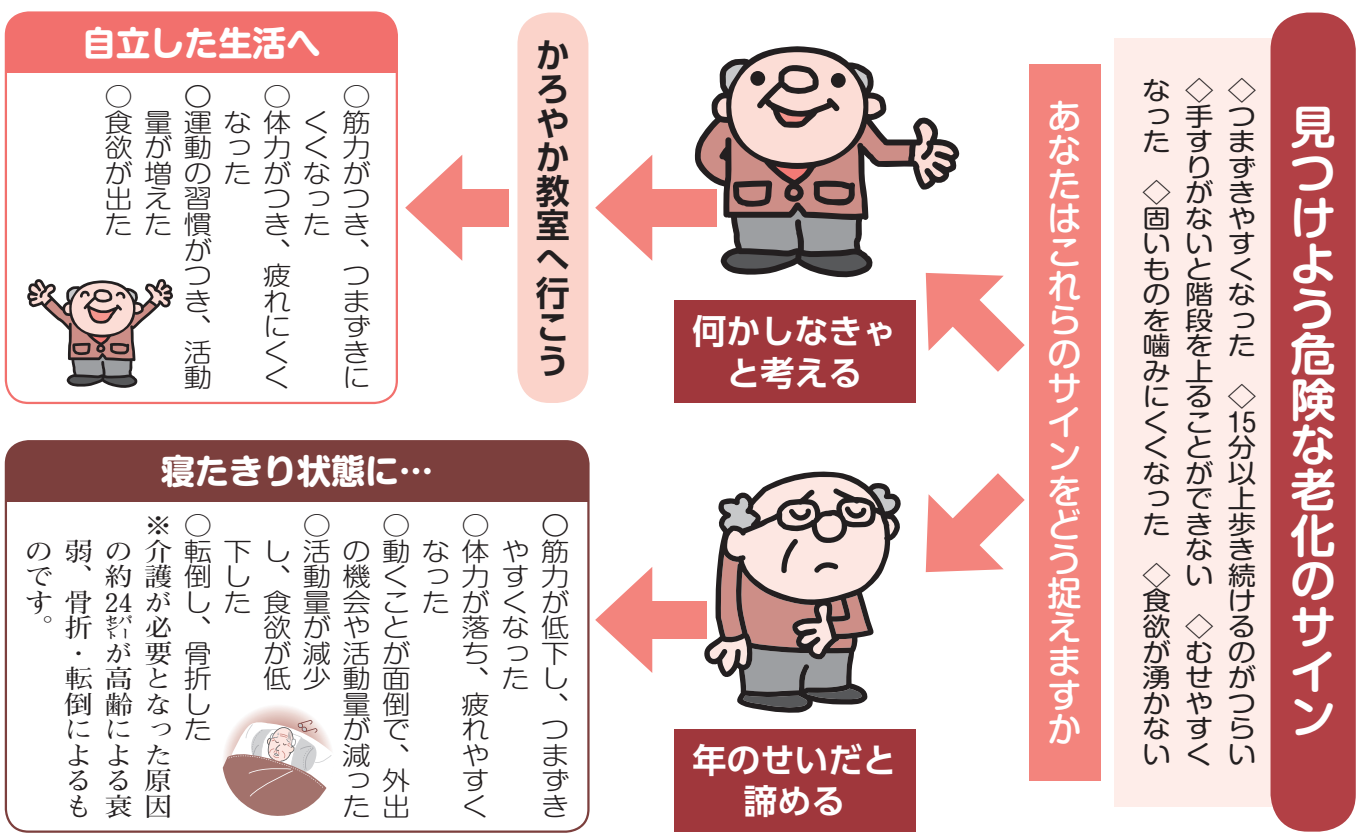 見つけよう危険な老化のサイン
◇つまずきやすくなった　◇15分以上歩き続けるのがつらい
◇手すりがないと階段を上ることができない　◇むせやすく
なった　◇固いものを噛みにくくなった　◇食欲が湧かない
あなたはこれらのサインをどう捉えますか
何かしなきゃ
と考える
かろやか教室へ行こう
自立した生活へ
○筋力がつき、つまずきに
くくなった
○体力がつき、疲れにくく
なった
○運動の習慣がつき、活動
量が増えた
○食欲が出た
年のせいだと
諦める
寝たきり状態に…
○筋力が低下し、つまずき
やすくなった
○体力が落ち、疲れやすく
なった
○動くことが面倒で、外出
の機会や活動量が減った
○活動量が減少
し、食欲が低
下した
○転倒し、骨折した
※介護が必要となった原因
の約24㌫が高齢による衰
弱、骨折・転倒によるも
のです。